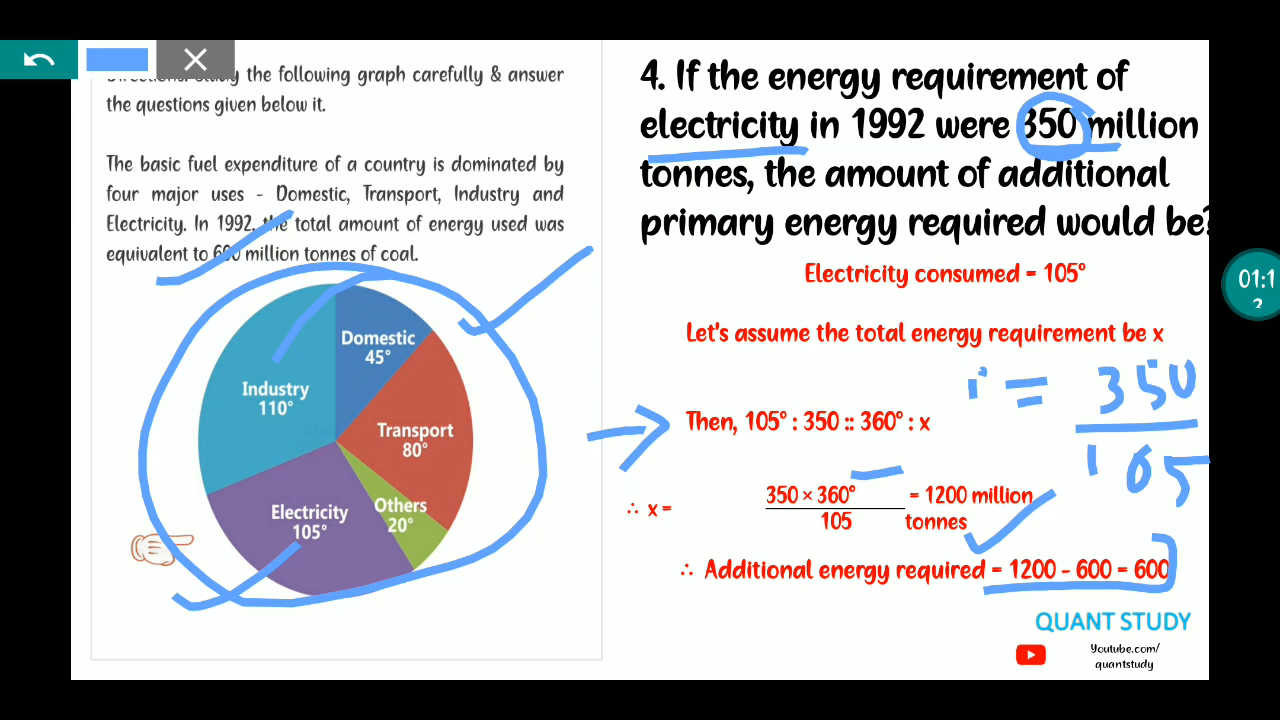 Directions: Study the following graph carefully & answer
the questions given below it.
The basic fuel expenditure of a country is dominated by
four major uses - Domestic, Transport, Industry and
Electricity. In 1992, the total amount of energy used was
equivalent to 600 million tonnes of coal.
Domestic
45°
Industry
110°
Transport
80°
Others
20°
Electricity
105°
4. If the energy requirement of
electricity in 1992 were 350 million
tonnes, the amount of additional
primary energy required would be?
Electricity consumed = 105°
Let's assume the total energy requirement be x
1° = 350
105
Then, 105° : 350 :: 360° : x
∴ x = 350 × 360° = 1200 million
105 tonnes
∴ Additional energy required = 1200 - 600 = 600
QUANT STUDY
Youtube.com/
quantstudy
01:1